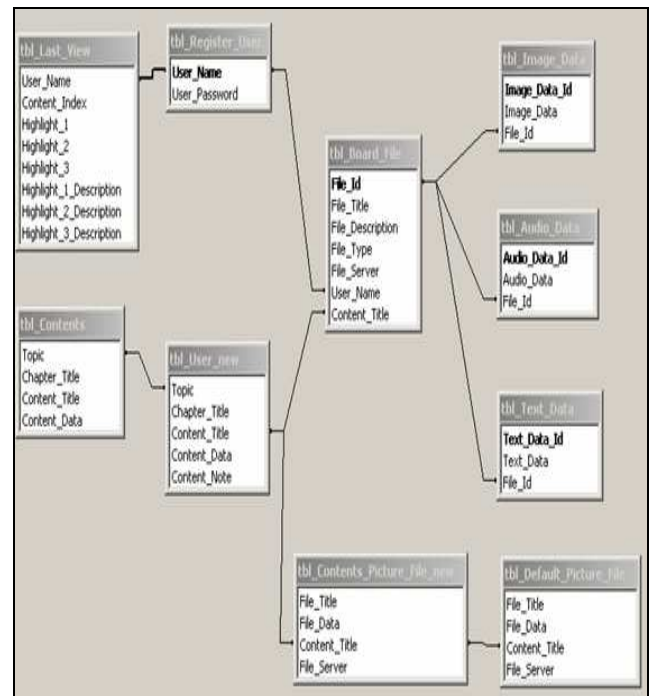 tbl_Last_View
User_Name
Content_Index
Highlight_1
Highlight_2
Highlight_3
Highlight_1_Description
Highlight_2_Description
Highlight_3_Description
tbl_Register_User
User_Name
User_Password
tbl_Board_File
File_Id
File_Title
File_Description
File_Type
File_Server
User_Name
Content_Title
tbl_Image_Data
Image_Data_Id
Image_Data
File_Id
tbl_Audio_Data
Audio_Data_Id
Audio_Data
File_Id
tbl_Text_Data
Text_Data_Id
Text_Data
File_Id
tbl_Contents
Topic
Chapter_Title
Content_Title
Content_Data
tbl_User_new
Topic
Chapter_Title
Content_Title
Content_Data
Content_Note
tbl_Contents_Picture_File_new
File_Title
File_Data
Content_Title
File_Server
tbl_Default_Picture_File
File_Title
File_Data
Content_Title
File_Server